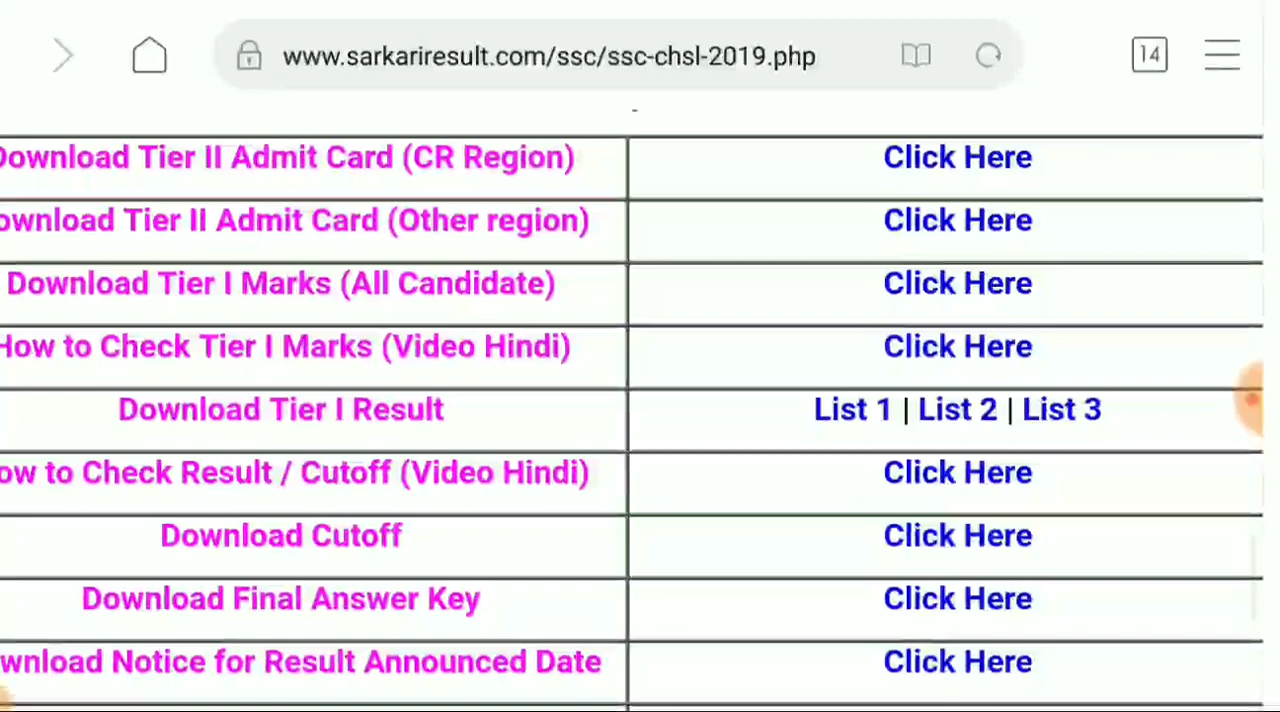 www.sarkariresult.com/ssc/ssc-chsl-2019.php
14
Download Tier II Admit Card (CR Region) Click Here
ownload Tier II Admit Card (Other region) Click Here
Download Tier I Marks (All Candidate) Click Here
How to Check Tier I Marks (Video Hindi) Click Here
Download Tier I Result List 1 | List 2 | List 3
ow to Check Result / Cutoff (Video Hindi) Click Here
Download Cutoff Click Here
Download Final Answer Key Click Here
wnload Notice for Result Announced Date Click Here